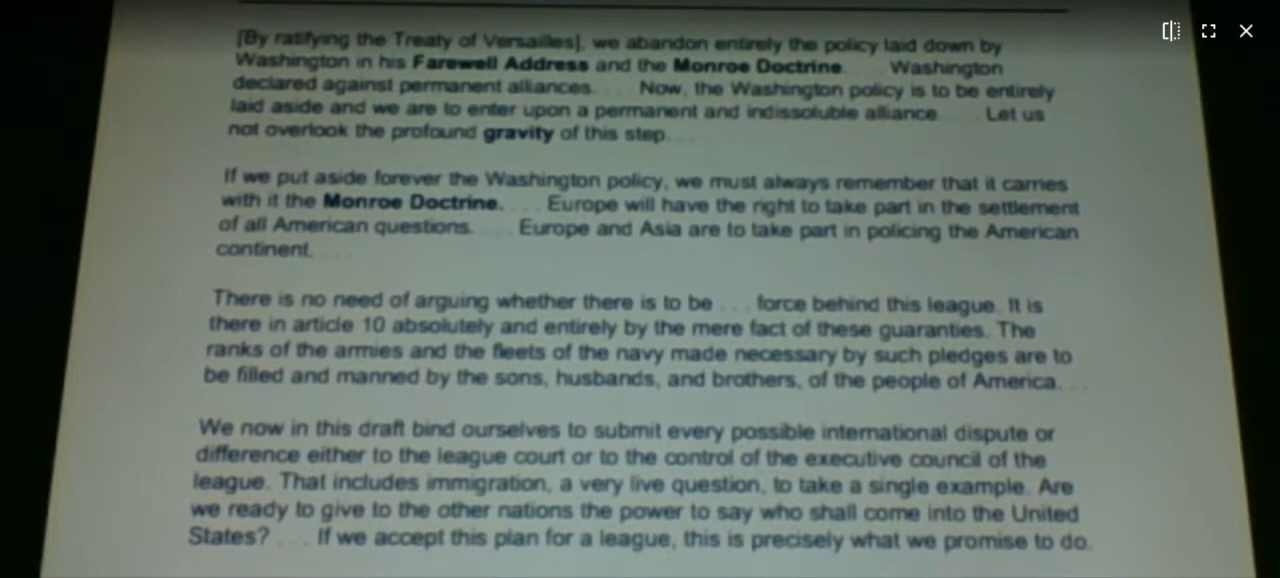 [By ratifying the Treaty of Versailles], we abandon entirely the policy laid down by
Washington in his Farewell Address and the Monroe Doctrine. . . . Washington
declared against permanent alliances. . . . Now, the Washington policy is to be entirely
laid aside and we are to enter upon a permanent and indissoluble alliance. . . . Let us
not overlook the profound gravity of this step. . . .
If we put aside forever the Washington policy, we must always remember that it carries
with it the Monroe Doctrine. . . . Europe will have the right to take part in the settlement
of all American questions. . . . Europe and Asia are to take part in policing the American
continent. . . .
There is no need of arguing whether there is to be . . . force behind this league. It is
there in article 10 absolutely and entirely by the mere fact of these guaranties. The
ranks of the armies and the fleets of the navy made necessary by such pledges are to
be filled and manned by the sons, husbands, and brothers, of the people of America. . . .
We now in this draft bind ourselves to submit every possible international dispute or
difference either to the league court or to the control of the executive council of the
league. That includes immigration, a very live question, to take a single example. Are
we ready to give to the other nations the power to say who shall come into the United
States? . . . If we accept this plan for a league, this is precisely what we promise to do.